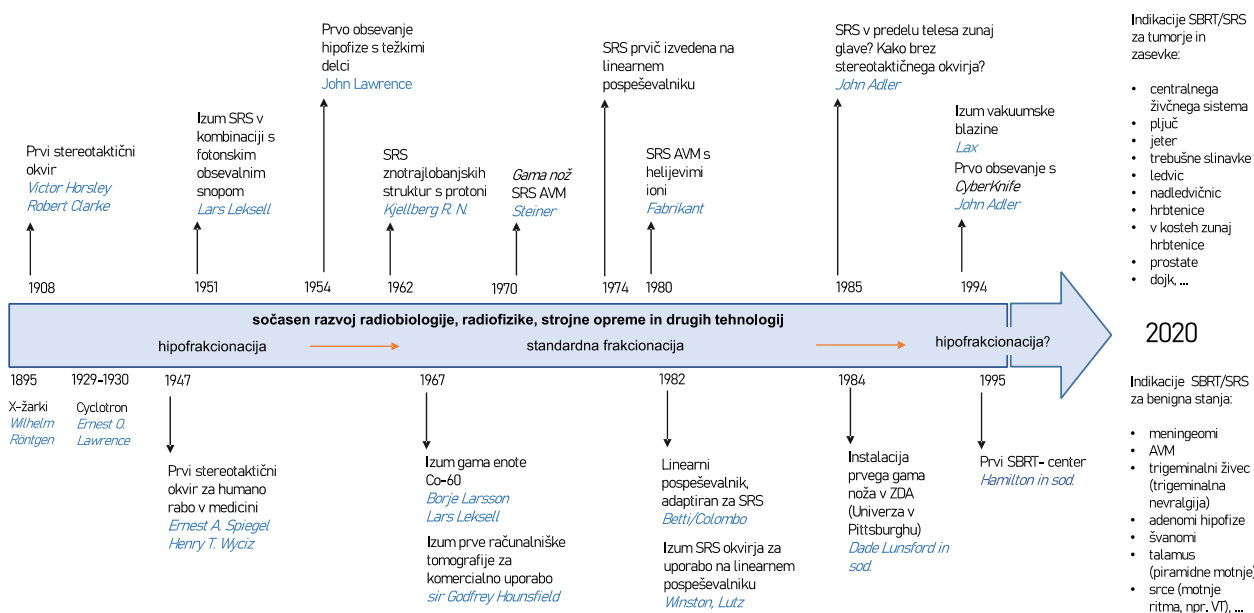 Prvi stereotaktični
okvir
Victor Horsley
Robert Clarke
1908
Izum SRS v
kombinaciji s
fotonskim
obsevalnim
snopom
Lars Leksell
1951
Prvo obsevanje
hipofize s težkimi
delci
John Lawrence
1954
SRS
znotrajlobanjskih
struktur s protoni
Kjellberg R. N.
1962
Gama nož
SRS AVM
Steiner
1970
SRS prvič izvedena na
linearnem
pospeševalniku
1974
SRS AVM s
helijevimi
ioni
Fabrikant
1980
SRS v predelu telesa zunaj
glave? Kako brez
stereotaktičnega okvirja?
John Adler
1985
Izum vakuumske
blazine
Lax
Prvo obsevanje s
CyberKnife
John Adler
1994
sočasen razvoj radiobiologije, radiofizike, strojne opreme in drugih tehnologij
hipofrakcionacija
standardna frakcionacija
hipofrakcionacija?
1895
X-žarki
Wilhelm
Röntgen
1929-1930
Cyclotron
Ernest O.
Lawrence
1947
Prvi stereotaktični
okvir za humano
rabo v medicini
Ernest A. Spiegel
Henry T. Wyciz
1967
Izum gama enote
Co-60
Borje Larsson
Lars Leksell
Izum prve računalniške
tomografije za
komercialno uporabo
sir Godfrey Hounsfield
1982
Linearni
pospeševalnik,
adaptiran za SRS
Betti/Colombo
Izum SRS okvirja za
uporabo na linearnem
pospeševalniku
Winston, Lutz
1984
Instalacija
prvega gama
noža v ZDA
(Univerza v
Pittsburghu)
Dade Lunsford in
sod.
1995
Prvi SBRT- center
Hamilton in sod.
Indikacije SBRT/SRS
za tumorje in
zasevke:
• centralnega
živčnega sistema
• pljuč
• jeter
• trebušne slinavke
• ledvic
• nadledvičnic
• hrbtenice
• v kosteh zunaj
hrbtenice
• prostate
• dojk, ...
2020
Indikacije SBRT/SRS
za benigna stanja:
• meningeomi
• AVM
• trigeminalni živec
(trigeminalna
nevralgija)
• adenomi hipofize
• švanomi
• talamus
(piramidne motnje)
• srce (motnje
ritma, npr. VT), ...